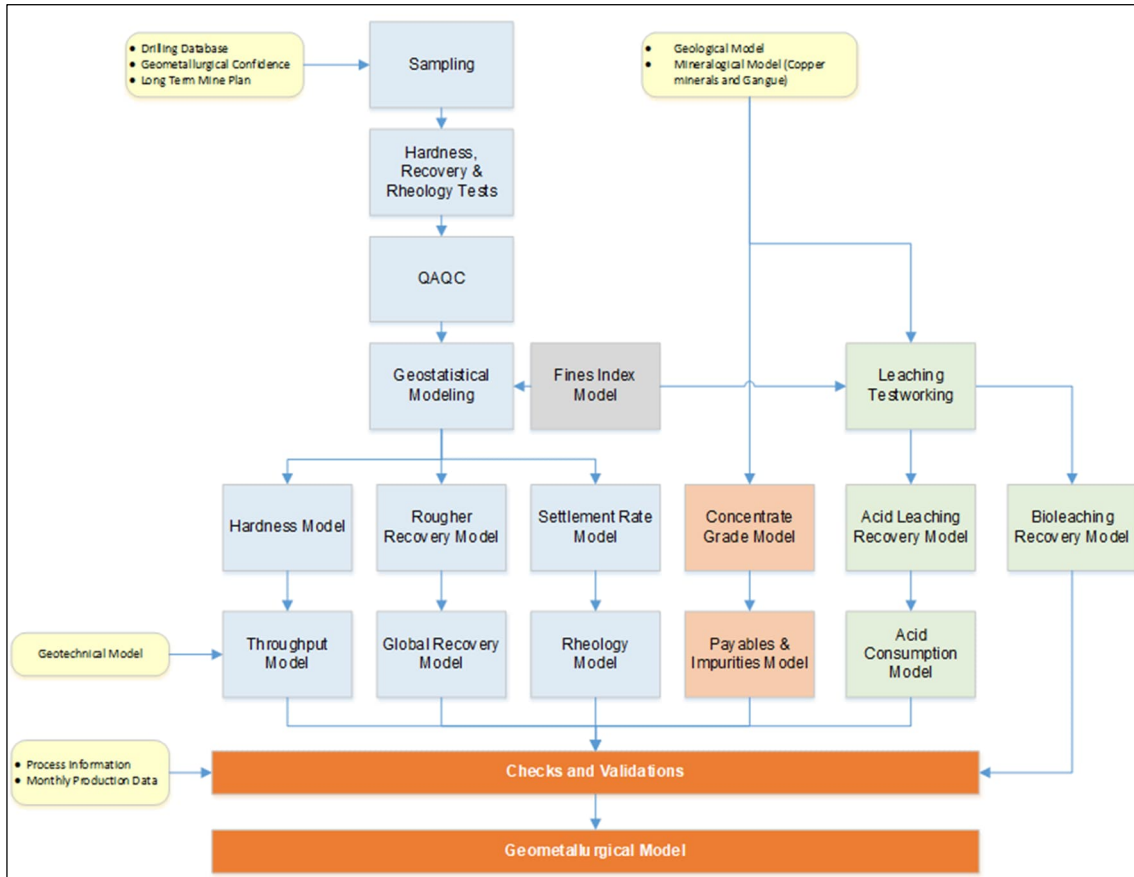 • Drilling Database
• Geometallurgical Confidence
• Long Term Mine Plan
Sampling
• Geological Model
• Mineralogical Model (Copper
minerals and Gangue)
Hardness,
Recovery &
Rheology Tests
QAQC
Geostatistical
Modeling
Fines Index
Model
Leaching
Testworking
Hardness Model
Rougher
Recovery Model
Settlement Rate
Model
Concentrate
Grade Model
Acid Leaching
Recovery Model
Bioleaching
Recovery Model
Geotechnical Model
Throughput
Model
Global Recovery
Model
Rheology
Model
Payables &
Impurities Model
Acid
Consumption
Model
• Process Information
• Monthly Production Data
Checks and Validations
Geometallurgical Model